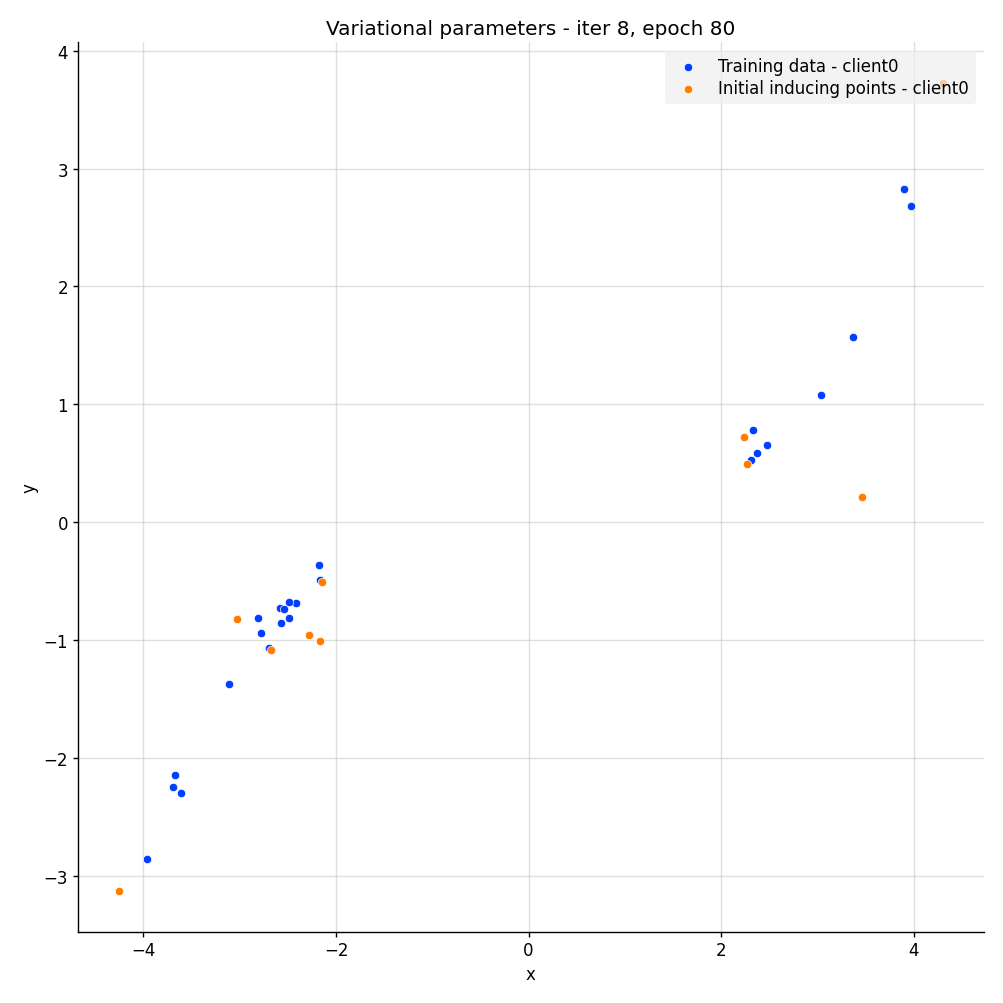 Variational parameters - iter 8, epoch 80
Training data - client0
Initial inducing points - client0
4
3
2
1
0
−1
−2
−3
y
−4
−2
0
2
4
x